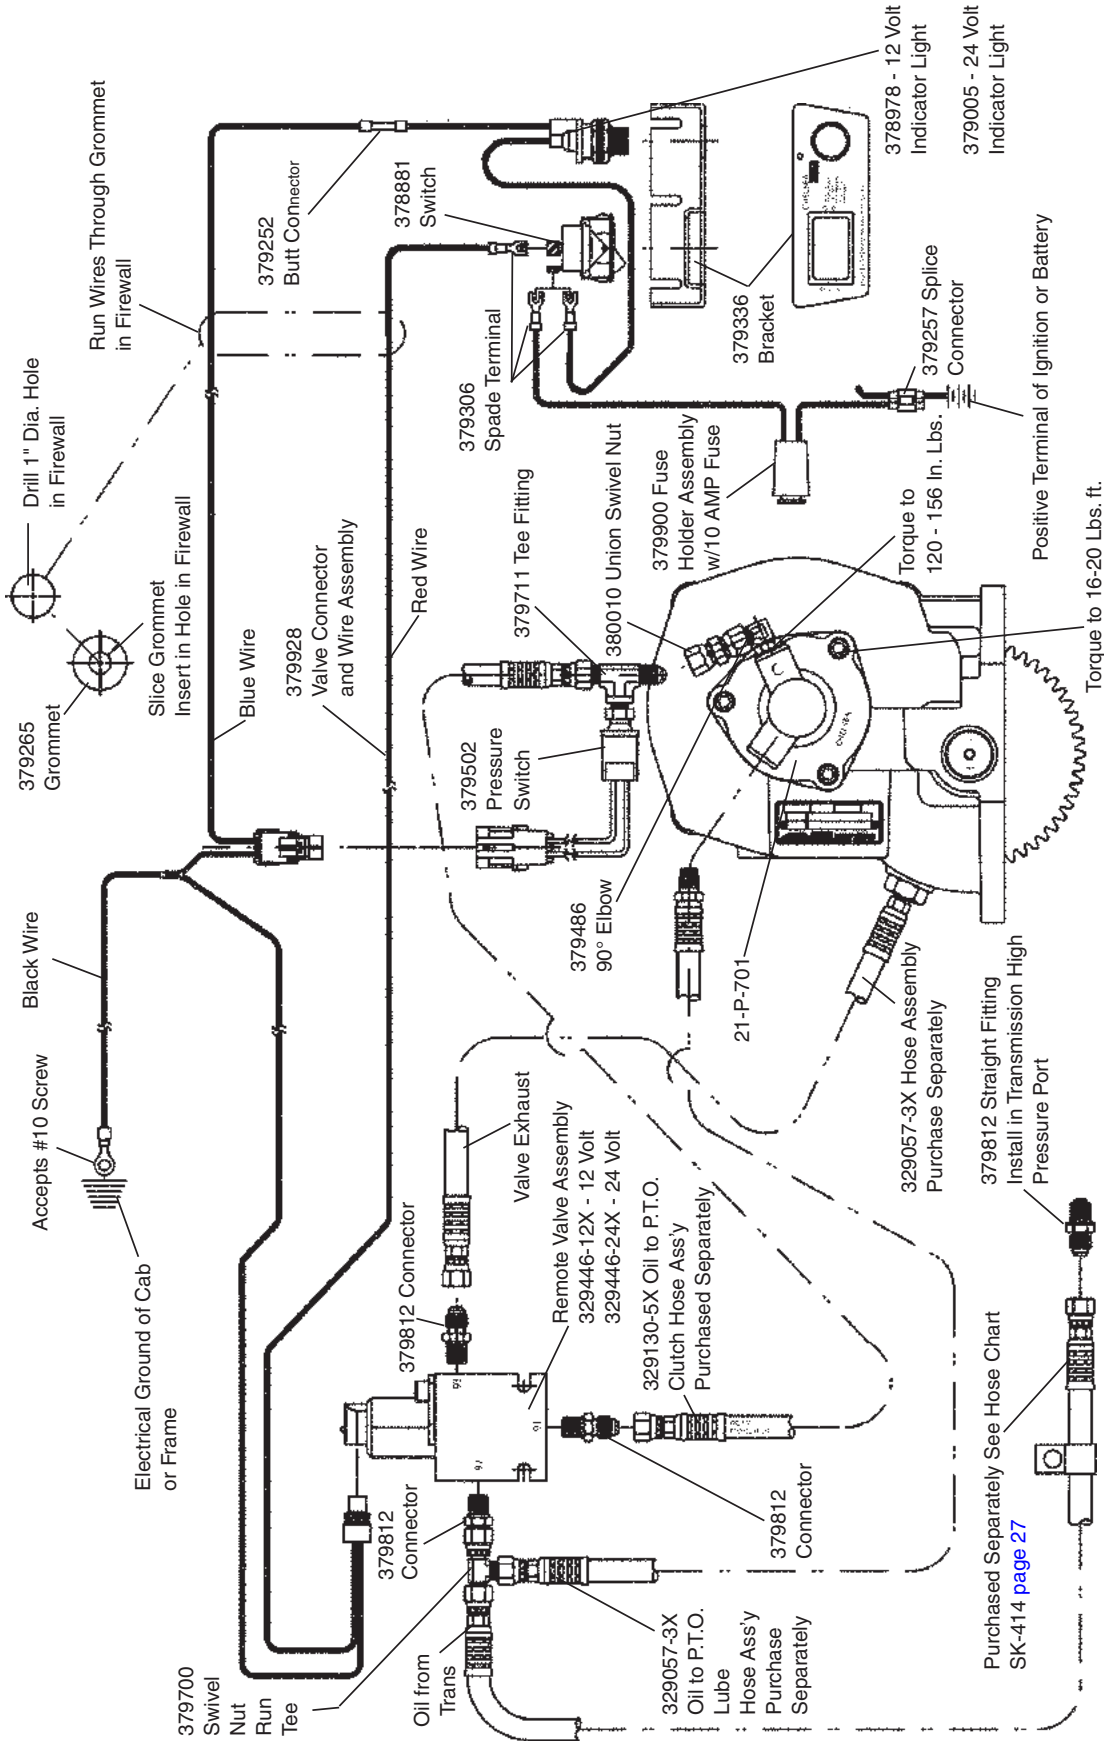 379265
Grommet
Drill 1" Dia. Hole
in Firewall
Slice Grommet
Insert in Hole in Firewall
Run Wires Through Grommet
in Firewall
Accepts #10 Screw
Black Wire
Blue Wire
379252
Butt Connector
Electrical Ground of Cab
or Frame
379928
Valve Connector
and Wire Assembly
Red Wire
378881
Switch
379306
Spade Terminal
379700
Swivel
Nut
Run
Tee
379812
Connector
379812 Connector
Valve Exhaust
379502
Pressure
Switch
379711 Tee Fitting
380010 Union Swivel Nut
379336
Bracket
378978 - 12 Volt
Indicator Light
379005 - 24 Volt
Indicator Light
Oil from
Trans
Remote Valve Assembly
329446-12X - 12 Volt
329446-24X - 24 Volt
379486
90° Elbow
379900 Fuse
Holder Assembly
w/10 AMP Fuse
379257 Splice
Connector
329057-3X
Oil to P.T.O.
Lube
Hose Ass'y
Purchase
Separately
379812
Connector
329130-5X Oil to P.T.O.
Clutch Hose Ass'y
Purchased Separately
21-P-701
C
CHELSEA
Torque to
120 - 156 In. Lbs.
Positive Terminal of Ignition or Battery
329057-3X Hose Assembly
Purchase Separately
Torque to 16-20 Lbs. ft.
Purchased Separately See Hose Chart
SK-414 page 27
379812 Straight Fitting
Install in Transmission High
Pressure Port